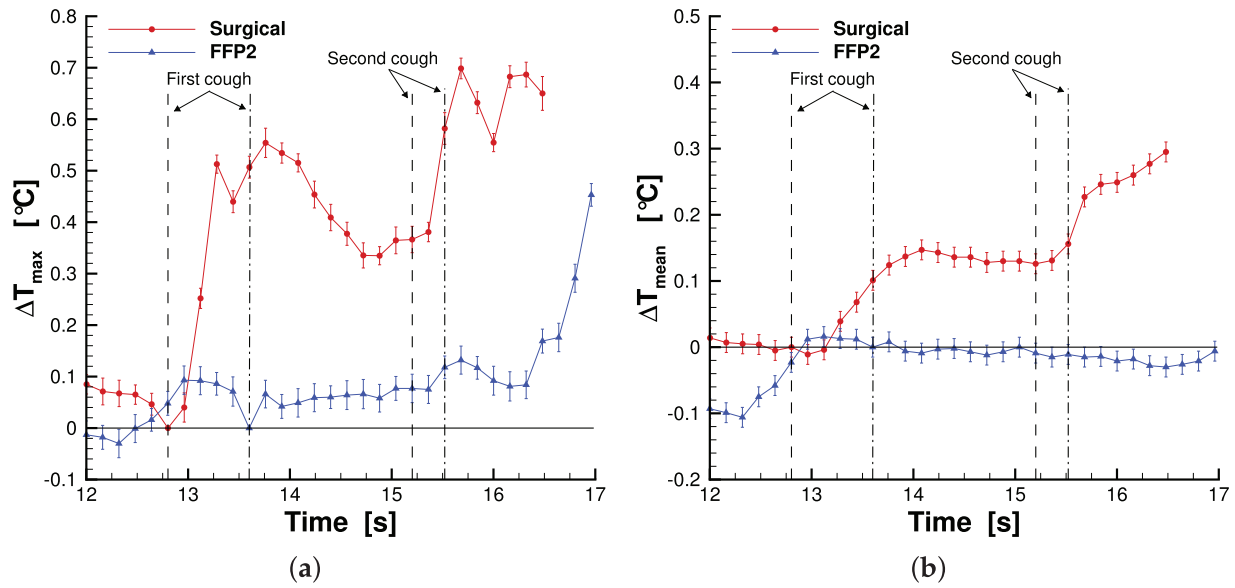 0.8
0.7
0.6
0.5
0.4
0.3
0.2
0.1
0
-0.1
ΔTmax [°C]
Surgical
FFP2
First cough
Second cough
12 13 14 15 16 17
Time [s]
(a)
0.5
0.4
0.3
0.2
0.1
0
-0.1
-0.2
ΔTmean [°C]
Surgical
FFP2
First cough
Second cough
12 13 14 15 16 17
Time [s]
(b)